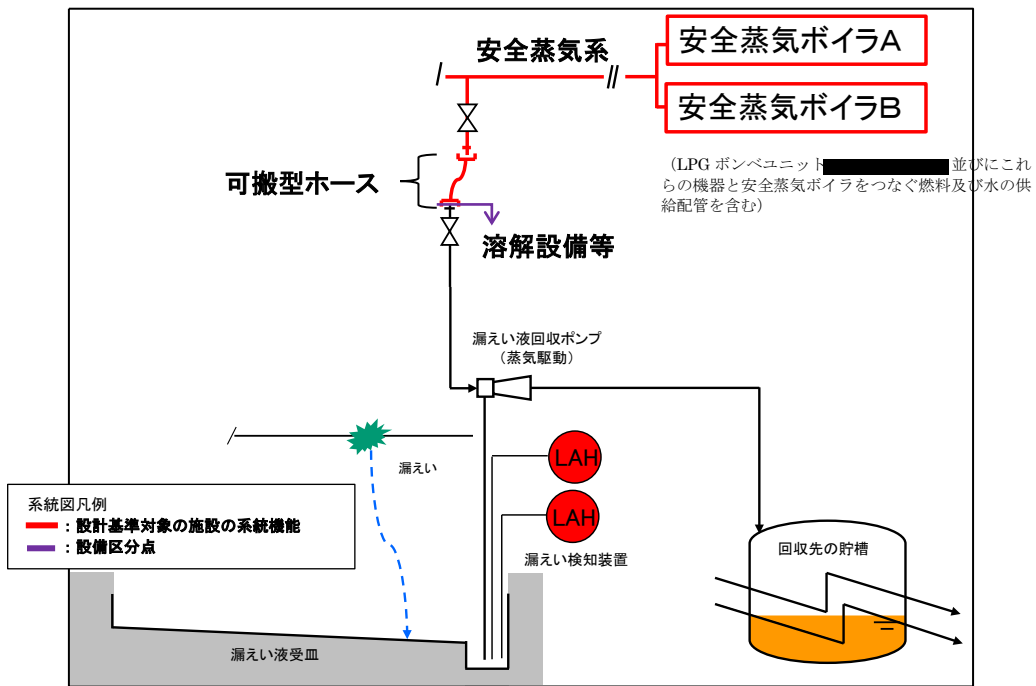 安全蒸気系
安全蒸気ボイラA
安全蒸気ボイラB
（LPG ボンベユニット 並びにこれ
らの機器と安全蒸気ボイラをつなぐ燃料及び水の供
給配管を含む）
可搬型ホース
溶解設備等
漏えい液回収ポンプ
（蒸気駆動）
漏えい
LAH
LAH
漏えい検知装置
系統図凡例
：設計基準対象の施設の系統機能
：設備区分点
回収先の貯槽
漏えい液受皿